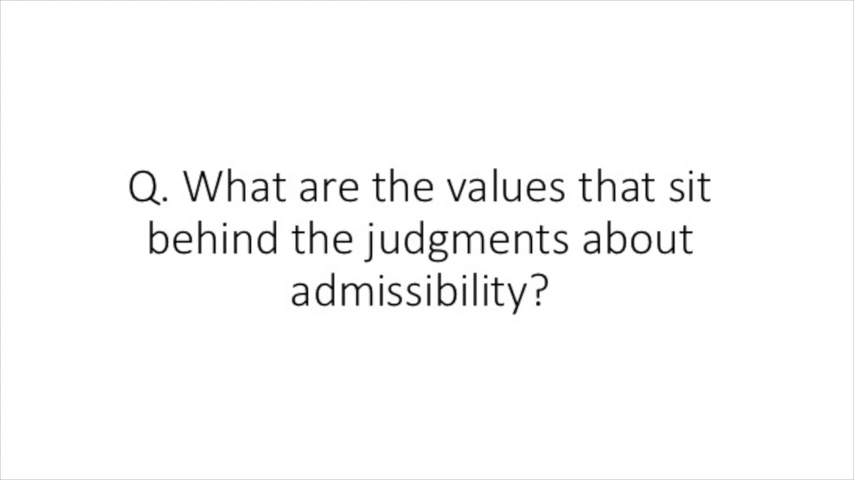 Q. What are the values that sit
behind the judgments about
admissibility?